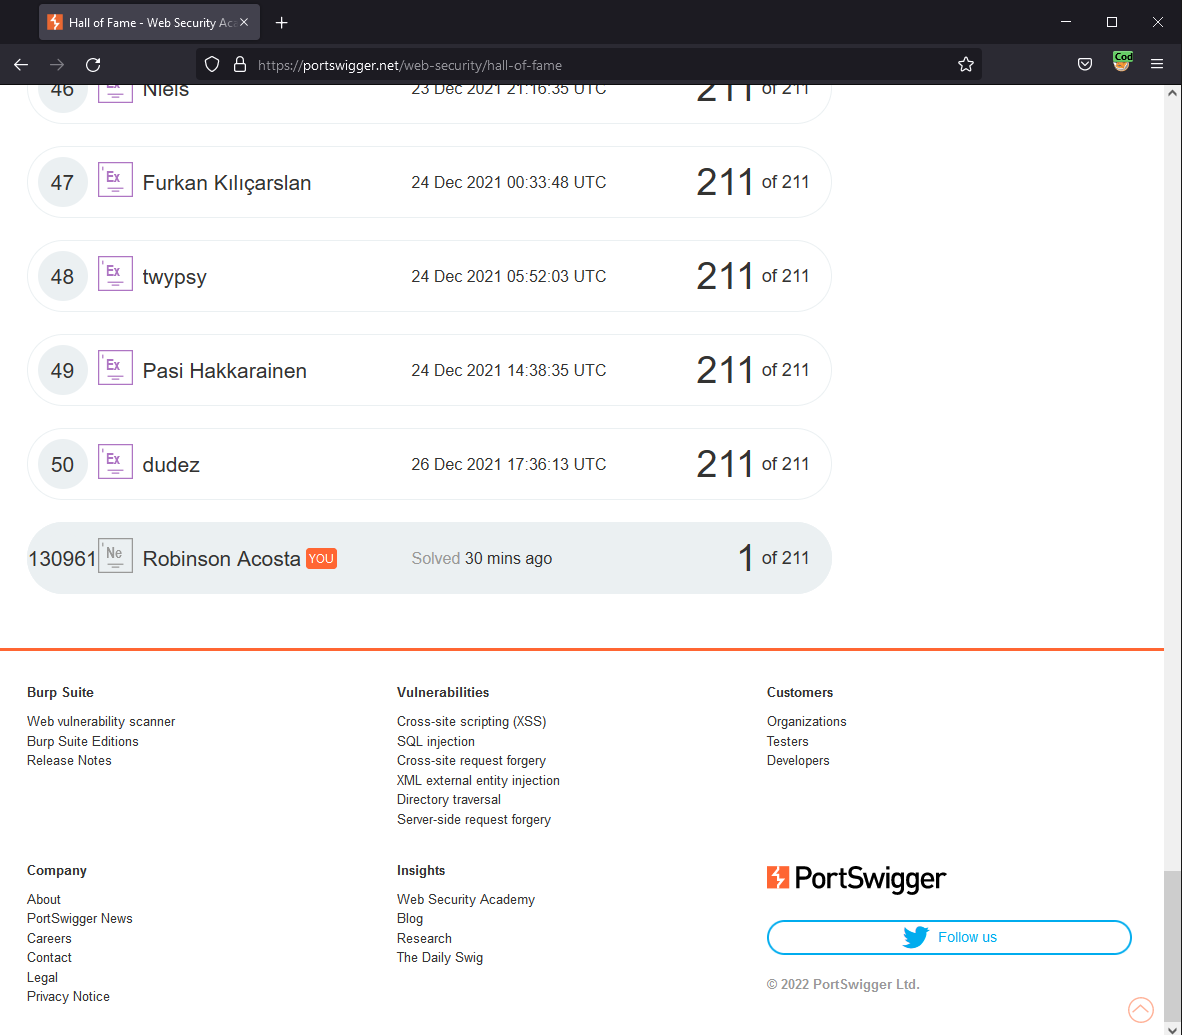 Hall of Fame - Web Security Aca
https://portswigger.net/web-security/hall-of-fame
Cod
46 Ex Niels 23 Dec 2021 21:16:35 UTC 211 of 211
47 Ex Furkan Kılıçarslan 24 Dec 2021 00:33:48 UTC 211 of 211
48 Ex twypsy 24 Dec 2021 05:52:03 UTC 211 of 211
49 Ex Pasi Hakkarainen 24 Dec 2021 14:38:35 UTC 211 of 211
50 Ex dudez 26 Dec 2021 17:36:13 UTC 211 of 211
130961 Ne Robinson Acosta YOU Solved 30 mins ago 1 of 211
Burp Suite
Web vulnerability scanner
Burp Suite Editions
Release Notes
Vulnerabilities
Cross-site scripting (XSS)
SQL injection
Cross-site request forgery
XML external entity injection
Directory traversal
Server-side request forgery
Customers
Organizations
Testers
Developers
Company
About
PortSwigger News
Careers
Contact
Legal
Privacy Notice
Insights
Web Security Academy
Blog
Research
The Daily Swig
PortSwigger
Follow us
© 2022 PortSwigger Ltd.